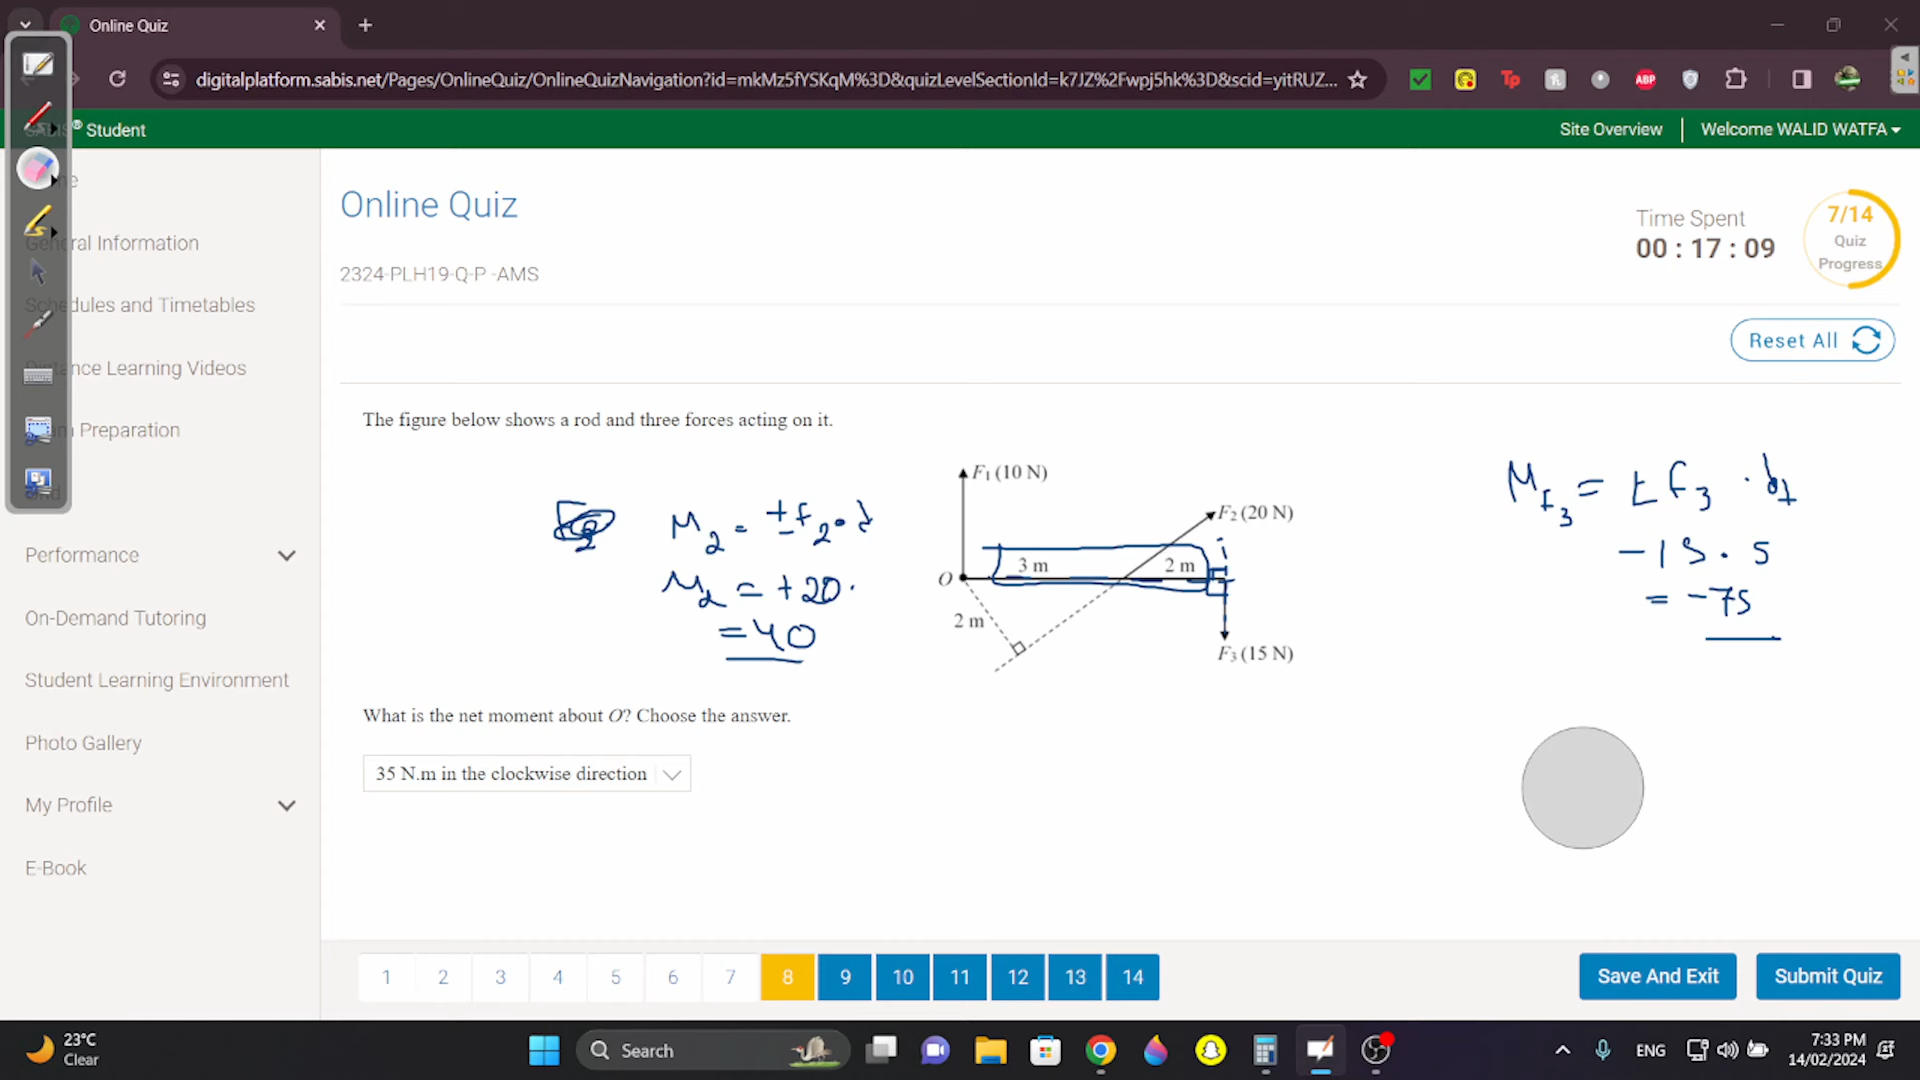 Online Quiz
digitalplatform.sabis.net/Pages/OnlineQuiz/OnlineQuizNavigation?id=mkMz5fYSKqM%3D&quizLevelSectionId=k7JZ%2Fwpj5hk%3D&scid=yitRUZ...
Tp
ABP
® Student
Site Overview
Welcome WALID WATFA
General Information
Schedules and Timetables
Distance Learning Videos
Preparation
Performance
On-Demand Tutoring
Student Learning Environment
Photo Gallery
My Profile
E-Book
Online Quiz
2324-PLH19-Q-P -AMS
Time Spent
00 : 17 : 09
7/14
Quiz
Progress
Reset All
The figure below shows a rod and three forces acting on it.
M2 = ±F2 . d
M2 = +20.
=40
F1 (10 N)
F2 (20 N)
O
3 m
2 m
2 m
F3 (15 N)
MF3 = ± F3 . d⊥
-15 . 5
= -75
What is the net moment about O? Choose the answer.
35 N.m in the clockwise direction
1 2 3 4 5 6 7 8 9 10 11 12 13 14
Save And Exit
Submit Quiz
23°C
Clear
Search
ENG
7:33 PM
14/02/2024